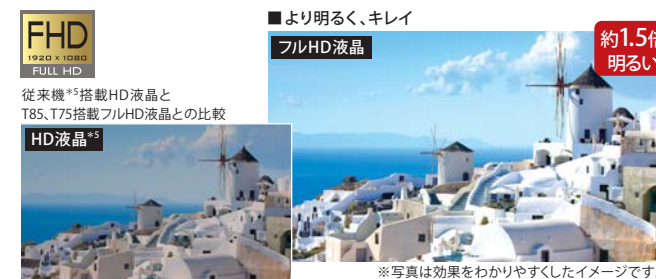 FHD
1920 × 1080
FULL HD
従来機*5搭載HD液晶と
T85、T75搭載フルHD液晶との比較
HD液晶*5
■より明るく、キレイ
フルHD液晶
約1.5倍
明るい
※写真は効果をわかりやすくしたイメージです